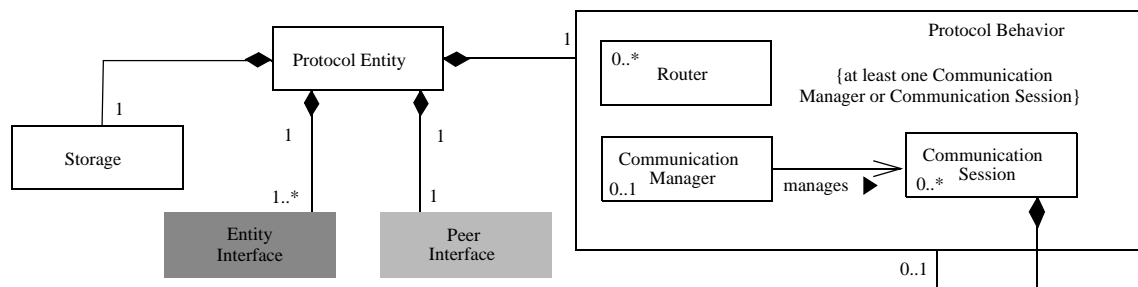 Protocol Entity
1
Protocol Behavior
0..*
Router
{at least one Communication
Manager or Communication Session}
1
Storage
1
1
Communication
Manager
0..1
manages
Communication
Session
0..*
1..*
1
Entity
Interface
Peer
Interface
0..1